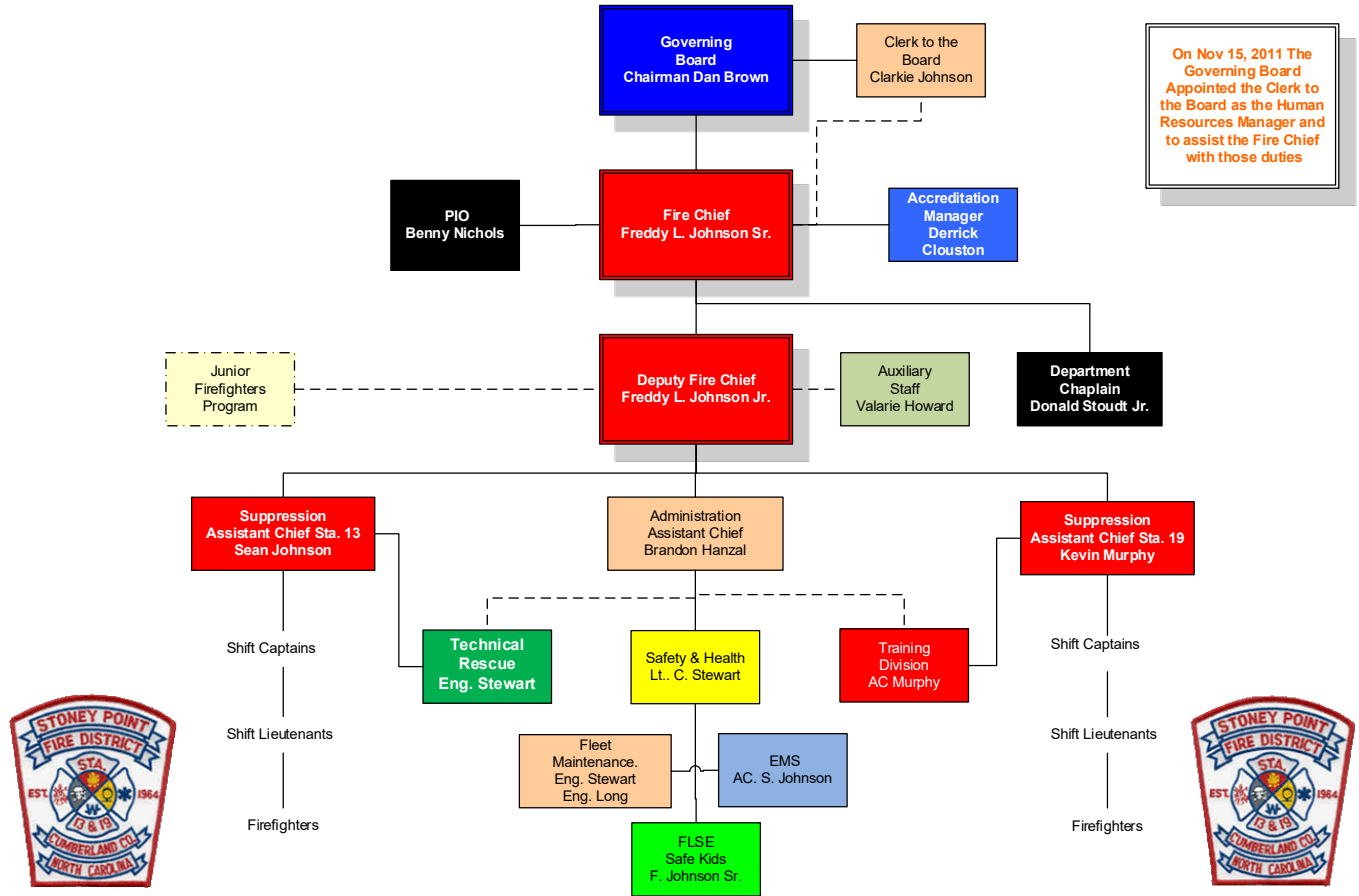 Governing
Board
Chairman Dan Brown
Clerk to the
Board
Clarkie Johnson
On Nov 15, 2011 The
Governing Board
Appointed the Clerk to
the Board as the Human
Resources Manager and
to assist the Fire Chief
with those duties
PIO
Benny Nichols
Fire Chief
Freddy L. Johnson Sr.
Accreditation
Manager
Derrick
Clouston
Junior
Firefighters
Program
Deputy Fire Chief
Freddy L. Johnson Jr.
Auxiliary
Staff
Valarie Howard
Department
Chaplain
Donald Stoudt Jr.
Suppression
Assistant Chief Sta. 13
Sean Johnson
Administration
Assistant Chief
Brandon Hanzal
Suppression
Assistant Chief Sta. 19
Kevin Murphy
Shift Captains
Technical
Rescue
Eng. Stewart
Safety & Health
Lt.. C. Stewart
Training
Division
AC Murphy
Shift Captains
Shift Lieutenants
Shift Lieutenants
Fleet
Maintenance.
Eng. Stewart
Eng. Long
EMS
AC. S. Johnson
Firefighters
Firefighters
FLSE
Safe Kids
F. Johnson Sr.
STONEY POINT
FIRE DISTRICT
STA.
EST. 1964
13 & 19
CUMBERLAND CO.
NORTH CAROLINA
STONEY POINT
FIRE DISTRICT
STA.
EST. 1964
13 & 19
CUMBERLAND CO.
NORTH CAROLINA